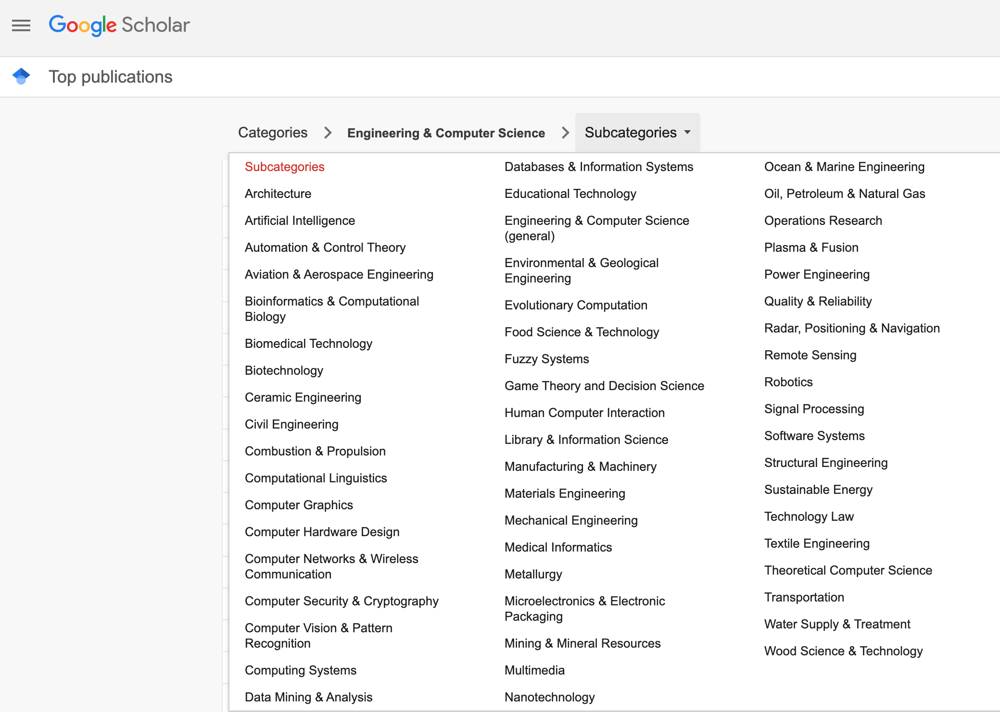 Google Scholar
Top publications
Categories
Engineering & Computer Science
Subcategories
Subcategories
Architecture
Artificial Intelligence
Automation & Control Theory
Aviation & Aerospace Engineering
Bioinformatics & Computational
Biology
Biomedical Technology
Biotechnology
Ceramic Engineering
Civil Engineering
Combustion & Propulsion
Computational Linguistics
Computer Graphics
Computer Hardware Design
Computer Networks & Wireless
Communication
Computer Security & Cryptography
Computer Vision & Pattern
Recognition
Computing Systems
Data Mining & Analysis
Databases & Information Systems
Educational Technology
Engineering & Computer Science
(general)
Environmental & Geological
Engineering
Evolutionary Computation
Food Science & Technology
Fuzzy Systems
Game Theory and Decision Science
Human Computer Interaction
Library & Information Science
Manufacturing & Machinery
Materials Engineering
Mechanical Engineering
Medical Informatics
Metallurgy
Microelectronics & Electronic
Packaging
Mining & Mineral Resources
Multimedia
Nanotechnology
Ocean & Marine Engineering
Oil, Petroleum & Natural Gas
Operations Research
Plasma & Fusion
Power Engineering
Quality & Reliability
Radar, Positioning & Navigation
Remote Sensing
Robotics
Signal Processing
Software Systems
Structural Engineering
Sustainable Energy
Technology Law
Textile Engineering
Theoretical Computer Science
Transportation
Water Supply & Treatment
Wood Science & Technology